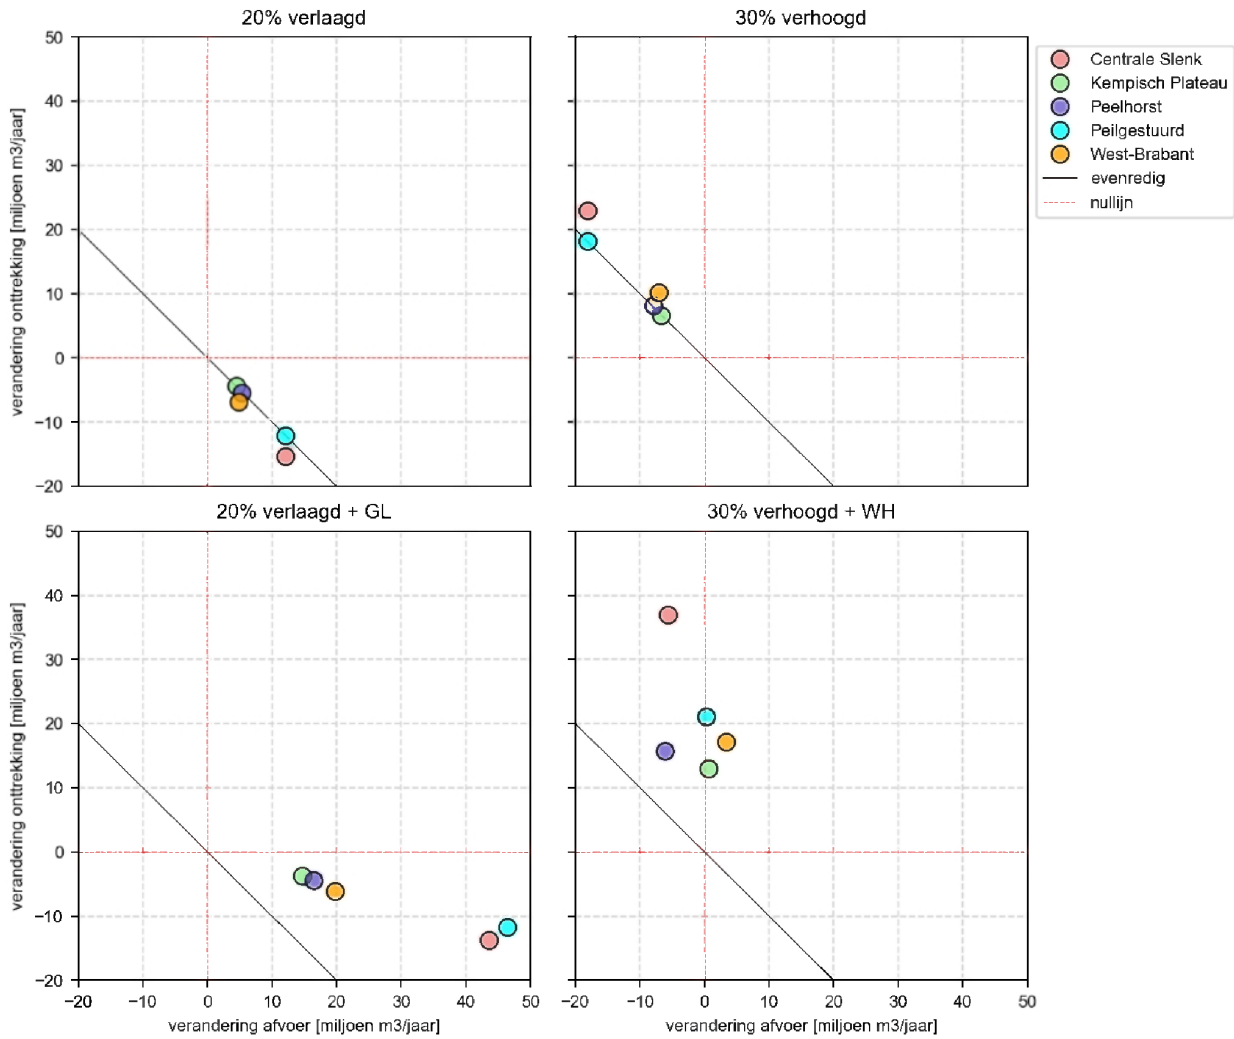 20% verlaagd
30% verhoogd
50
40
30
20
10
0
−10
−20
verandering onttrekking [miljoen m3/jaar]
Centrale Slenk
Kempisch Plateau
Peelhorst
Peilgestuurd
West-Brabant
evenredig
nullijn
20% verlaagd + GL
30% verhoogd + WH
50
40
30
20
10
0
−10
−20
verandering onttrekking [miljoen m3/jaar]
−20 −10 0 10 20 30 40 50
−20 −10 0 10 20 30 40 50
verandering afvoer [miljoen m3/jaar]
verandering afvoer [miljoen m3/jaar]